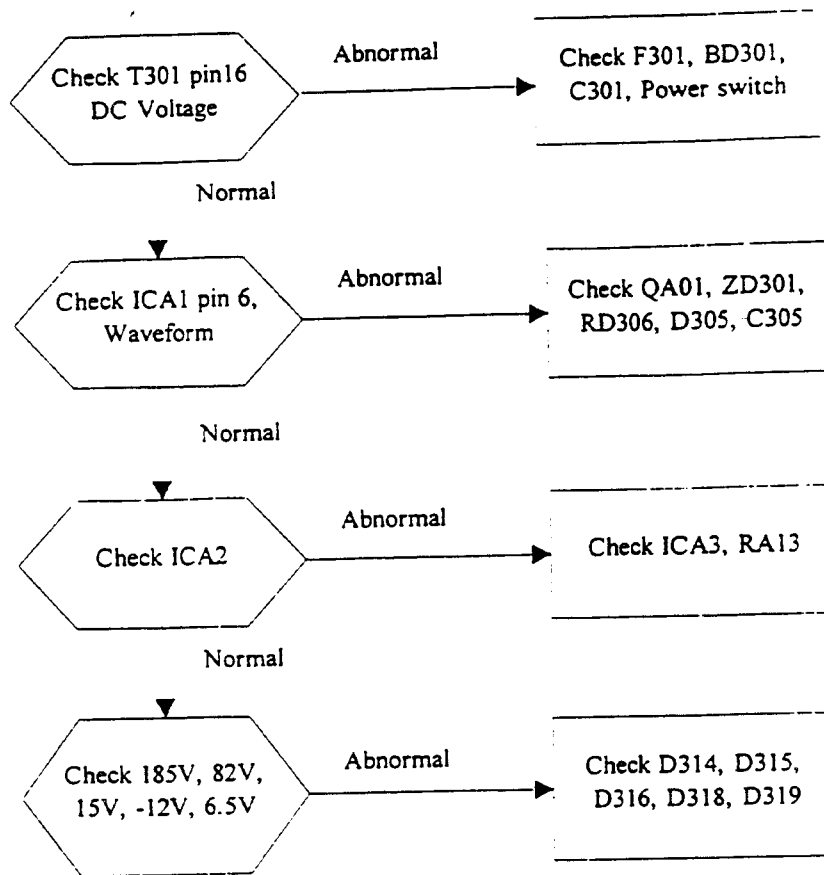 Check T301 pin16
DC Voltage
Abnormal
Check F301, BD301,
C301, Power switch
Normal
Check ICA1 pin 6,
Waveform
Abnormal
Check QA01, ZD301,
RD306, D305, C305
Normal
Check ICA2
Abnormal
Check ICA3, RA13
Normal
Check 185V, 82V,
15V, -12V, 6.5V
Abnormal
Check D314, D315,
D316, D318, D319